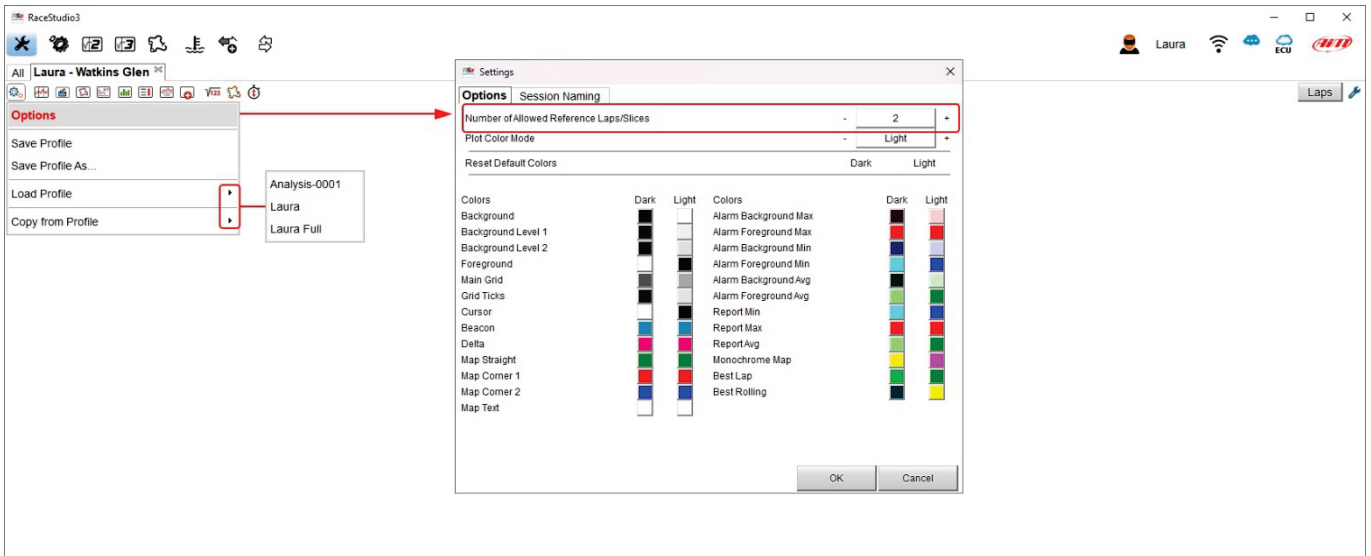 RaceStudio3
Laura
ECU
AIM
All Laura - Watkins Glen
Laps
Options
Save Profile
Save Profile As...
Load Profile
Copy from Profile
Analysis-0001
Laura
Laura Full
Settings
Options Session Naming
Number of Allowed Reference Laps/Slices - 2 +
Plot Color Mode - Light +
Reset Default Colors Dark Light
Colors Dark Light Colors Dark Light
Background Alarm Background Max
Background Level 1 Alarm Foreground Max
Background Level 2 Alarm Background Min
Foreground Alarm Foreground Min
Main Grid Alarm Background Avg
Grid Ticks Alarm Foreground Avg
Cursor Report Min
Beacon Report Max
Delta Report Avg
Map Straight Monochrome Map
Map Corner 1 Best Lap
Map Corner 2 Best Rolling
Map Text
OK Cancel